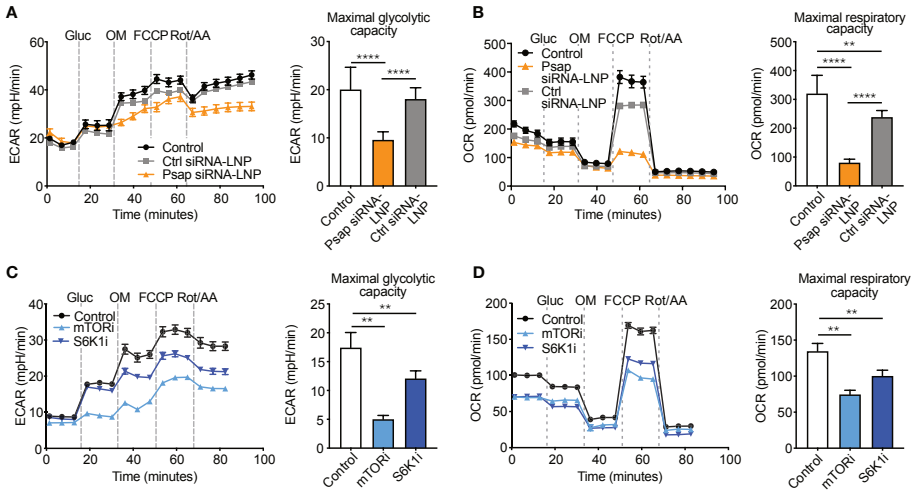 A
Gluc OM FCCP Rot/AA
ECAR (mpH/min)
60
40
20
0
Control
Ctrl siRNA-LNP
Psap siRNA-LNP
0 20 40 60 80 100
Time (minutes)
Maximal glycolytic
capacity
ECAR (mpH/min)
30
20
10
0
****
****
Control
Psap siRNA-
LNP
Ctrl siRNA-
LNP
B
Gluc OM FCCP Rot/AA
Control
Psap
siRNA-LNP
Ctrl
siRNA-LNP
OCR (pmol/min)
500
400
300
200
100
0
0 20 40 60 80 100
Time (minutes)
Maximal respiratory
capacity
OCR (pmol/min)
500
400
300
200
100
0
**
****
****
Control
Psap siRNA-
LNP
Ctrl siRNA-
LNP
C
Gluc OM FCCP Rot/AA
Control
mTORi
S6K1i
ECAR (mpH/min)
40
30
20
10
0
0 20 40 60 80 100
Time (minutes)
Maximal glycolytic
capacity
ECAR (mpH/min)
25
20
15
10
5
0
**
**
Control
mTORi
S6K1i
D
Gluc OM FCCP Rot/AA
Control
mTORi
S6K1i
OCR (pmol/min)
200
150
100
50
0
0 20 40 60 80 100
Time (minutes)
Maximal respiratory
capacity
OCR (pmol/min)
200
150
100
50
0
**
**
Control
mTORi
S6K1i